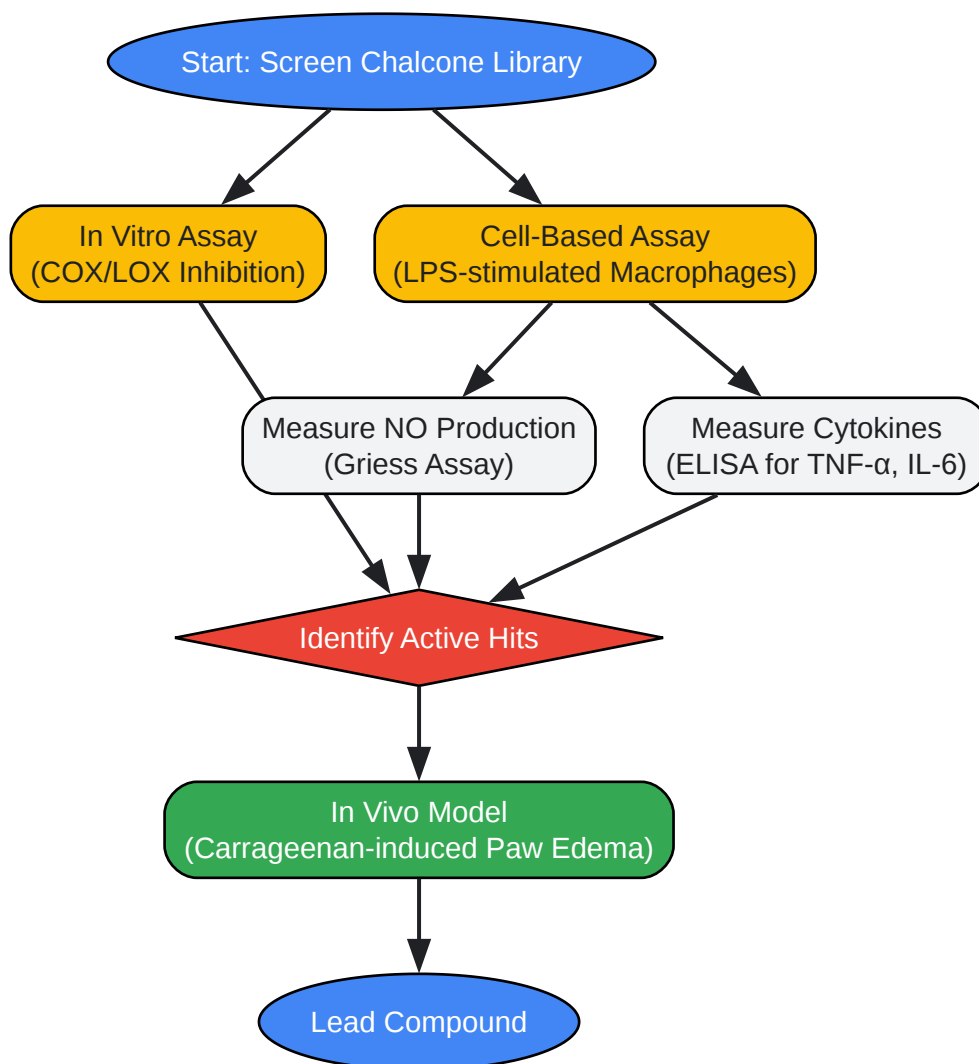 Start: Screen Chalcone Library
In Vitro Assay
(COX/LOX Inhibition)
Cell-Based Assay
(LPS-stimulated Macrophages)
Measure NO Production
(Griess Assay)
Measure Cytokines
(ELISA for TNF-α, IL-6)
Identify Active Hits
In Vivo Model
(Carrageenan-induced Paw Edema)
Lead Compound